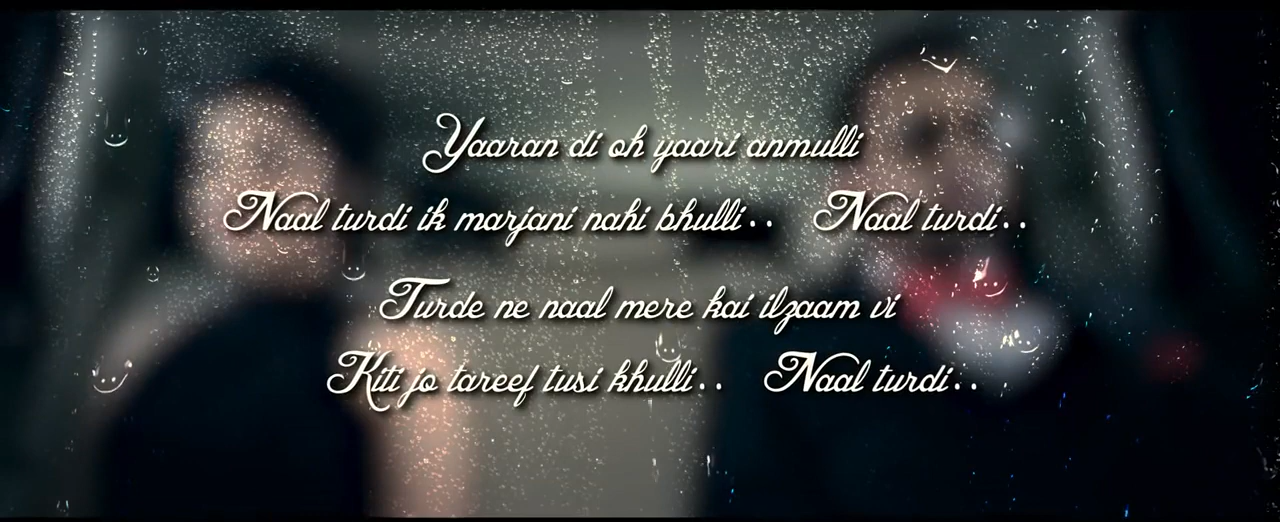 Yaaran di oh yaari anmulli
Naal turdi ik marjani nahi bhulli.. Naal turdi..
Turde ne naal mere kai ilzaam vi
Kiti jo tareef tusi khulli.. Naal turdi..